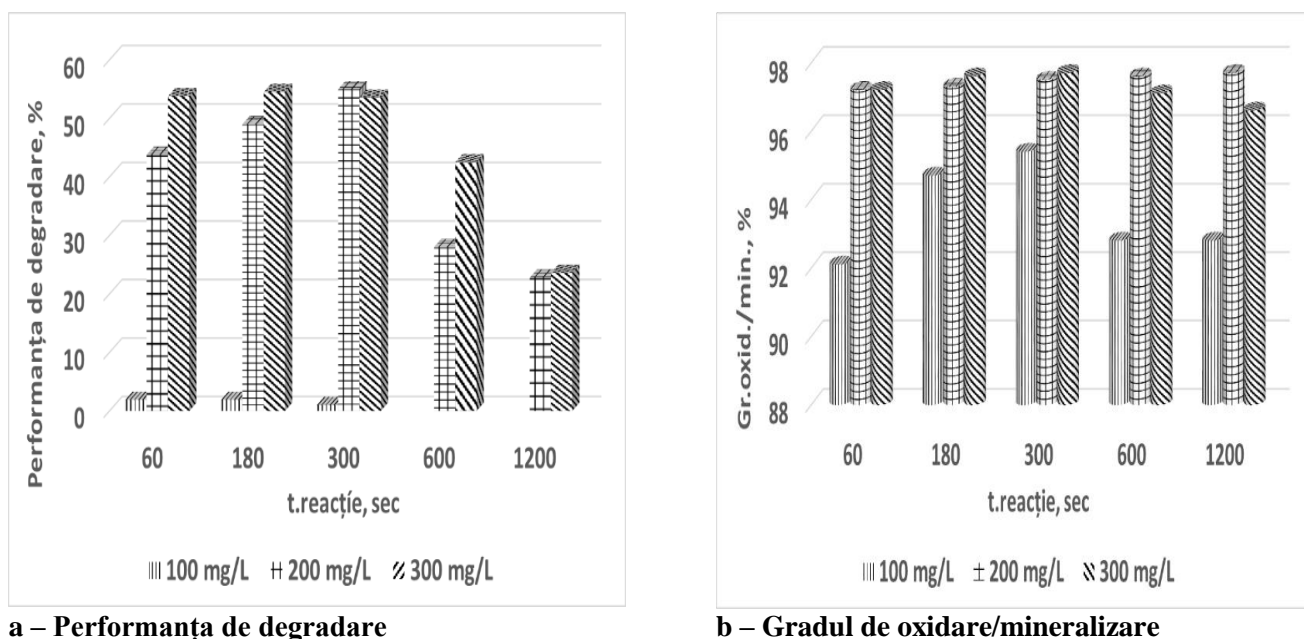 Performanța de degradare, %
60
50
40
30
20
10
0
60 180 300 600 1200
t.reacție, sec
100 mg/L 200 mg/L 300 mg/L
a – Performanța de degradare
Gr.oxid./min., %
98
96
94
92
90
88
60 180 300 600 1200
t.reacție, sec
100 mg/L 200 mg/L 300 mg/L
b – Gradul de oxidare/mineralizare